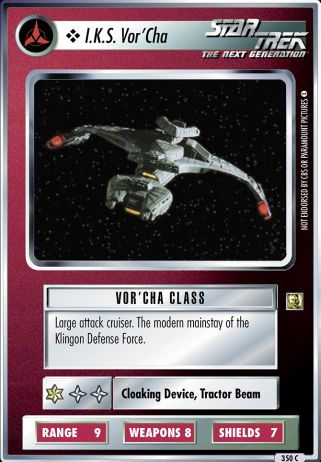 ❖ I.K.S. Vor'Cha
STAR TREK
THE NEXT GENERATION
NOT ENDORSED BY CBS OR PARAMOUNT PICTURES
VOR'CHA CLASS
Large attack cruiser. The modern mainstay of the
Klingon Defense Force.
Cloaking Device, Tractor Beam
RANGE 9 WEAPONS 8 SHIELDS 7
350 C